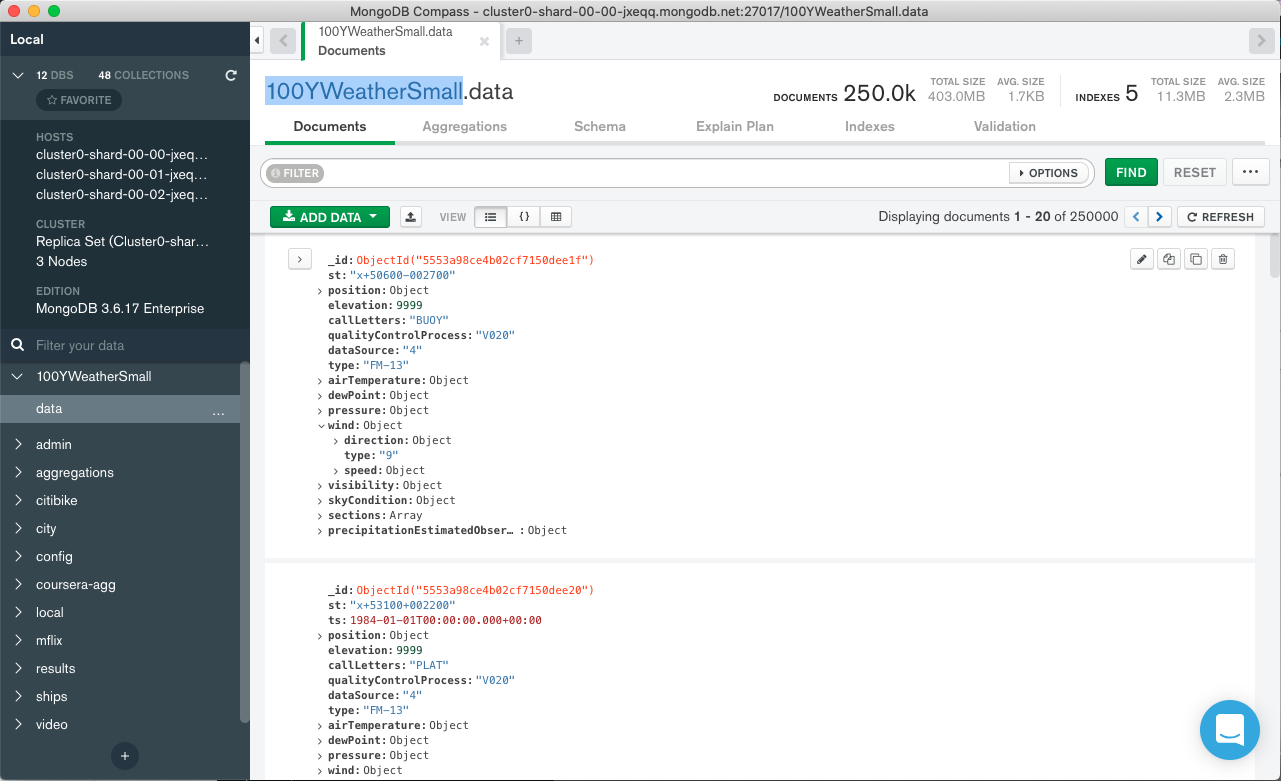 MongoDB Compass - cluster0-shard-00-00-jxeqq.mongodb.net:27017/100YWeatherSmall.data
Local
12 DBS 48 COLLECTIONS
FAVORITE
HOSTS
cluster0-shard-00-00-jxeq...
cluster0-shard-00-01-jxeq...
cluster0-shard-00-02-jxeq...
CLUSTER
Replica Set (Cluster0-shar...
3 Nodes
EDITION
MongoDB 3.6.17 Enterprise
Filter your data
100YWeatherSmall
data ...
admin
aggregations
citibike
city
config
coursera-agg
local
mflix
results
ships
video
+
100YWeatherSmall.data
Documents
+
100YWeatherSmall.data
DOCUMENTS 250.0k
TOTAL SIZE
403.0MB
AVG. SIZE
1.7KB
INDEXES 5
TOTAL SIZE
11.3MB
AVG. SIZE
2.3MB
Documents Aggregations Schema Explain Plan Indexes Validation
FILTER OPTIONS FIND RESET ...
ADD DATA VIEW {} Displaying documents 1 - 20 of 250000 REFRESH
_id: ObjectId("5553a98ce4b02cf7150dee1f")
st: "x+50600-002700"
position: Object
elevation: 9999
callLetters: "BUOY"
qualityControlProcess: "V020"
dataSource: "4"
type: "FM-13"
airTemperature: Object
dewPoint: Object
pressure: Object
wind: Object
direction: Object
type: "9"
speed: Object
visibility: Object
skyCondition: Object
sections: Array
precipitationEstimatedObser… : Object
_id: ObjectId("5553a98ce4b02cf7150dee20")
st: "x+53100+002200"
ts: 1984-01-01T00:00:00.000+00:00
position: Object
elevation: 9999
callLetters: "PLAT"
qualityControlProcess: "V020"
dataSource: "4"
type: "FM-13"
airTemperature: Object
dewPoint: Object
pressure: Object
wind: Object